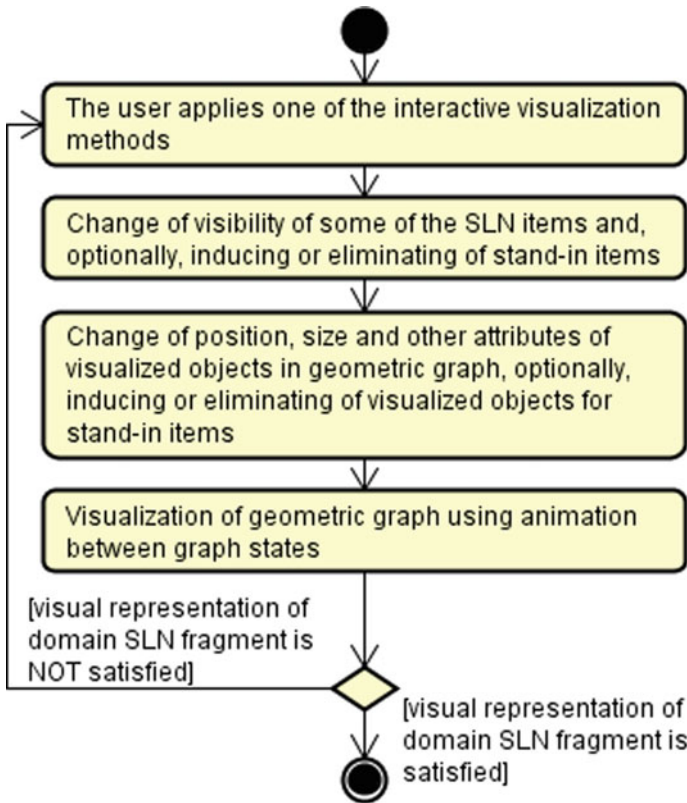 The user applies one of the interactive visualization
methods
Change of visibility of some of the SLN items and,
optionally, inducing or eliminating of stand-in items
Change of position, size and other attributes of
visualized objects in geometric graph, optionally,
inducing or eliminating of visualized objects for
stand-in items
Visualization of geometric graph using animation
between graph states
[visual representation of
domain SLN fragment is
NOT satisfied]
[visual representation of
domain SLN fragment is
satisfied]